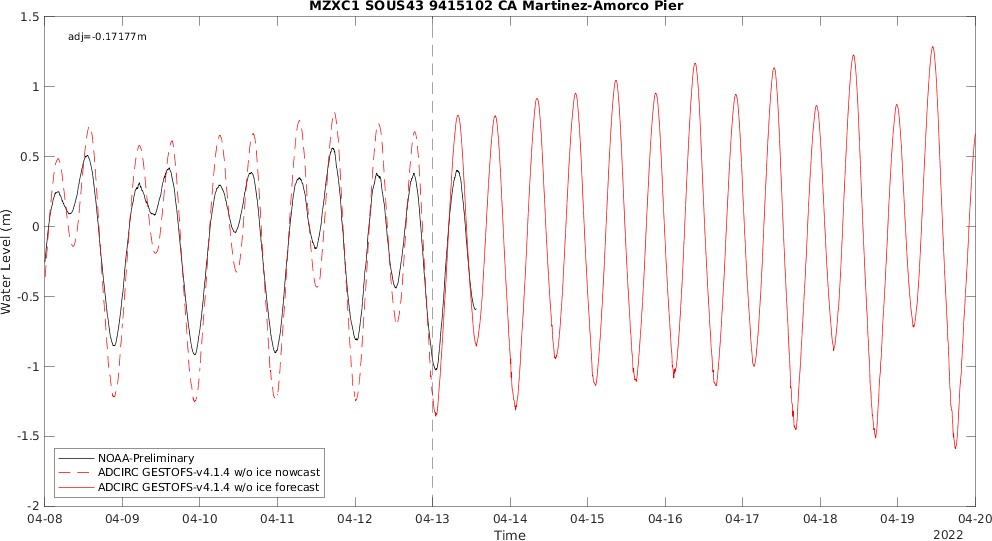 MZXC1 SOUS43 9415102 CA Martinez-Amorco Pier
adj=-0.17177m
1.5
1
0.5
0
-0.5
-1
-1.5
-2
Water Level (m)
NOAA-Preliminary
ADCIRC GESTOFS-v4.1.4 w/o ice nowcast
ADCIRC GESTOFS-v4.1.4 w/o ice forecast
04-08 04-09 04-10 04-11 04-12 04-13 04-14 04-15 04-16 04-17 04-18 04-19 04-20
Time
2022